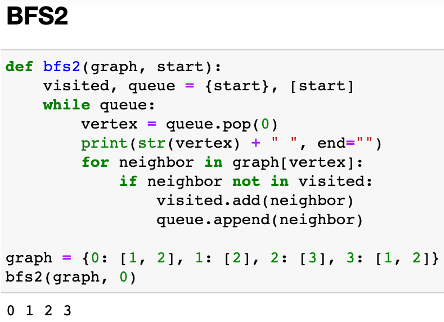 BFS2
def bfs2(graph, start):
    visited, queue = {start}, [start]
    while queue:
        vertex = queue.pop(0)
        print(str(vertex) + " ", end="")
        for neighbor in graph[vertex]:
            if neighbor not in visited:
                visited.add(neighbor)
                queue.append(neighbor)
graph = {0: [1, 2], 1: [2], 2: [3], 3: [1, 2]}
bfs2(graph, 0)
0 1 2 3